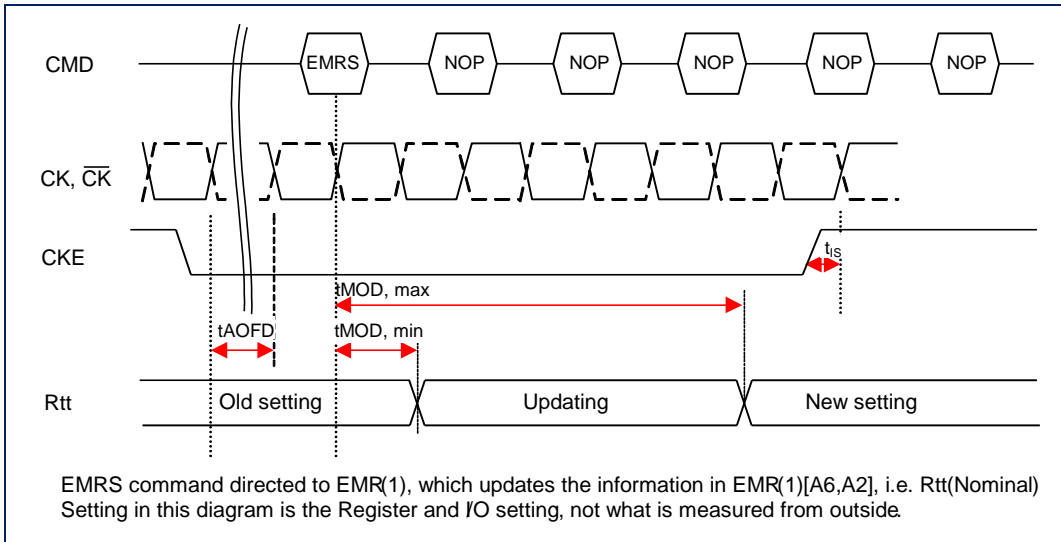 CMD EMRS NOP NOP NOP NOP NOP
CK, CK
CKE tIS
tMOD, max
tAOFD tMOD, min
Rtt Old setting Updating New setting
EMRS command directed to EMR(1), which updates the information in EMR(1)[A6,A2], i.e. Rtt(Nominal)
Setting in this diagram is the Register and I/O setting, not what is measured from outside.